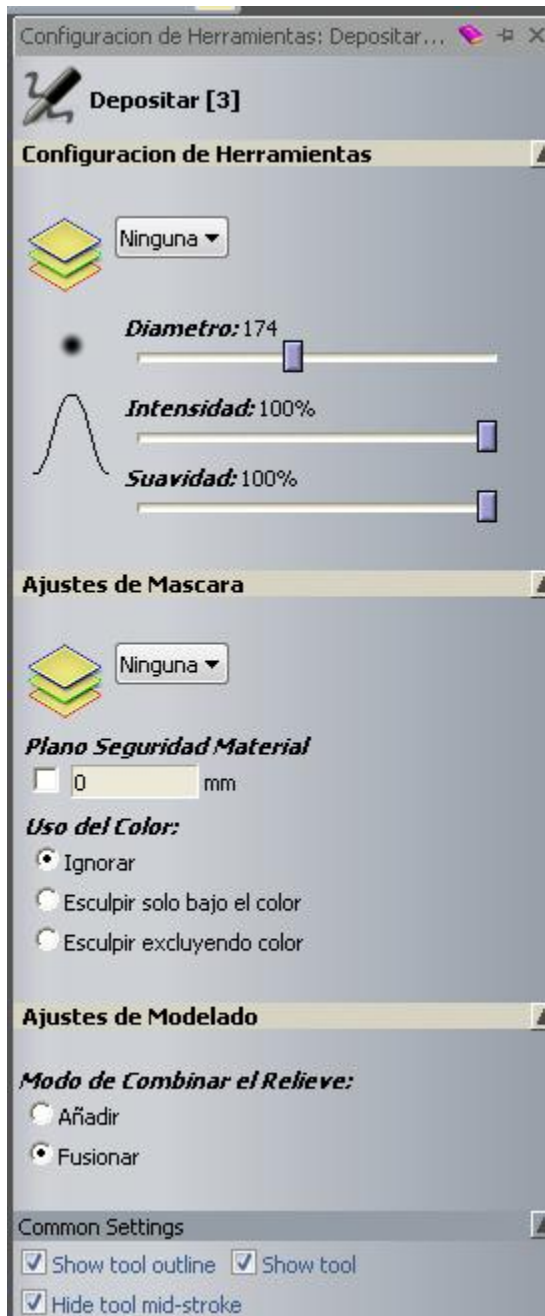 Configuracion de Herramientas: Depositar...
Depositar [3]
Configuracion de Herramientas
Ninguna
Diametro: 174
Intensidad: 100%
Suavidad: 100%
Ajustes de Mascara
Ninguna
Plano Seguridad Material
0 mm
Uso del Color:
Ignorar
Esculpir solo bajo el color
Esculpir excluyendo color
Ajustes de Modelado
Modo de Combinar el Relieve:
Añadir
Fusionar
Common Settings
Show tool outline Show tool
Hide tool mid-stroke